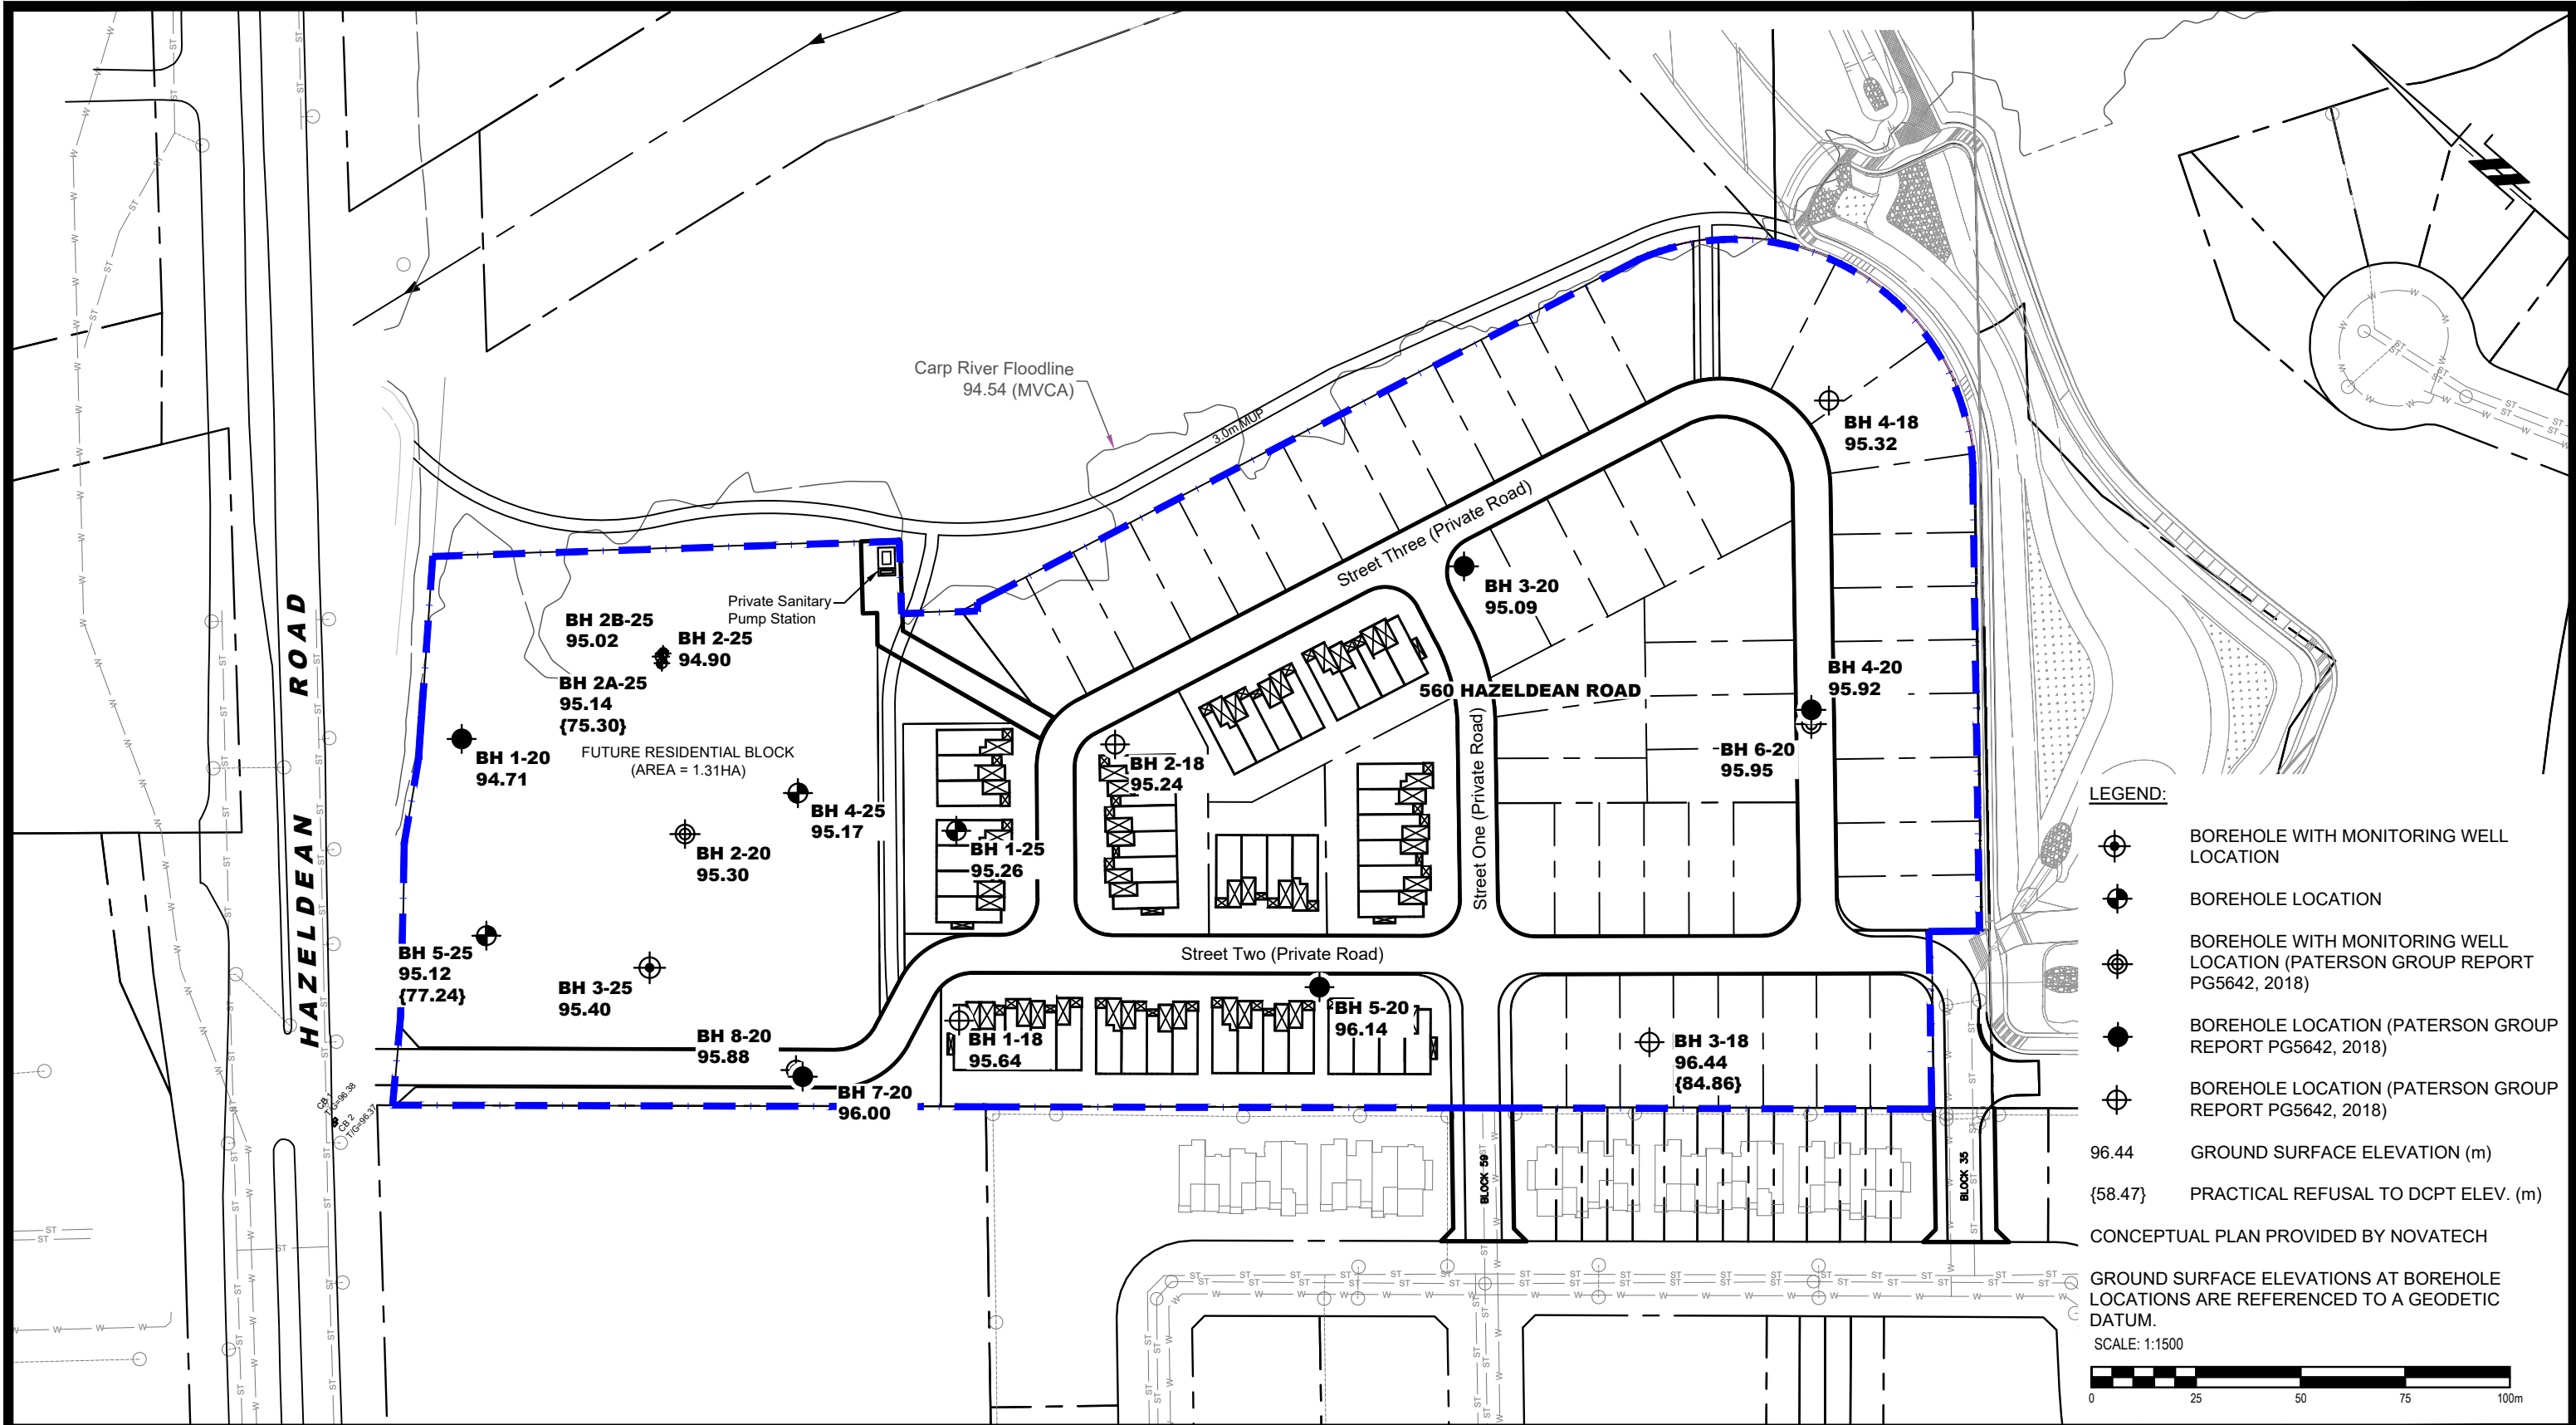 Carp River Floodline
94.54 (MVCA)
3.0m MUP
BH 4-18
95.32
Street Three (Private Road)
BH 3-20
95.09
Private Sanitary
Pump Station
BH 2B-25
95.02
BH 2-25
94.90
BH 2A-25
95.14
{75.30}
560 HAZELDEAN ROAD
BH 4-20
95.92
BH 1-20
94.71
FUTURE RESIDENTIAL BLOCK
(AREA = 1.31HA)
BH 2-18
95.24
BH 6-20
95.95
BH 4-25
95.17
Street One (Private Road)
BH 2-20
95.30
BH 1-25
95.26
HAZELDEAN ROAD
BH 5-25
95.12
{77.24}
Street Two (Private Road)
BH 3-25
95.40
BH 5-20
96.14
BH 8-20
95.88
BH 1-18
95.64
BH 3-18
96.44
{84.86}
BH 7-20
96.00
CB 1
T/G=96.38
CB 2
T/G=96.37
BLOCK 59
BLOCK 35
LEGEND:
BOREHOLE WITH MONITORING WELL
LOCATION
BOREHOLE LOCATION
BOREHOLE WITH MONITORING WELL
LOCATION (PATERSON GROUP REPORT
PG5642, 2018)
BOREHOLE LOCATION (PATERSON GROUP
REPORT PG5642, 2018)
BOREHOLE LOCATION (PATERSON GROUP
REPORT PG5642, 2018)
96.44 GROUND SURFACE ELEVATION (m)
{58.47} PRACTICAL REFUSAL TO DCPT ELEV. (m)
CONCEPTUAL PLAN PROVIDED BY NOVATECH
GROUND SURFACE ELEVATIONS AT BOREHOLE
LOCATIONS ARE REFERENCED TO A GEODETIC
DATUM.
SCALE: 1:1500
0 25 50 75 100m